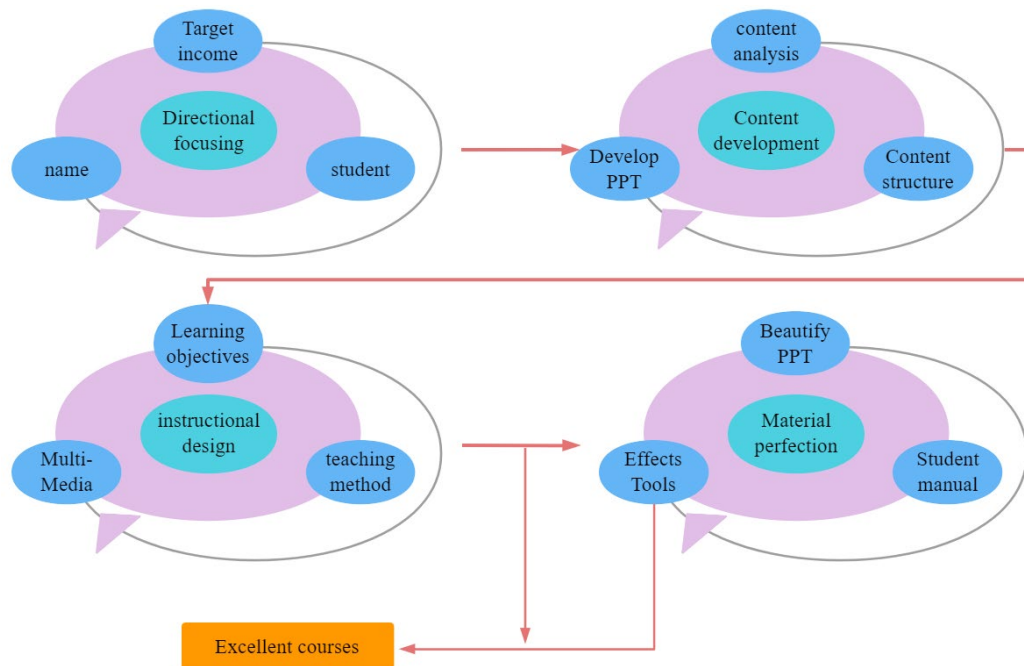 Target
income
Directional
focusing
name
student
content
analysis
Content
development
Develop
PPT
Content
structure
Learning
objectives
instructional
design
Multi-
Media
teaching
method
Beautify
PPT
Material
perfection
Effects
Tools
Student
manual
Excellent courses